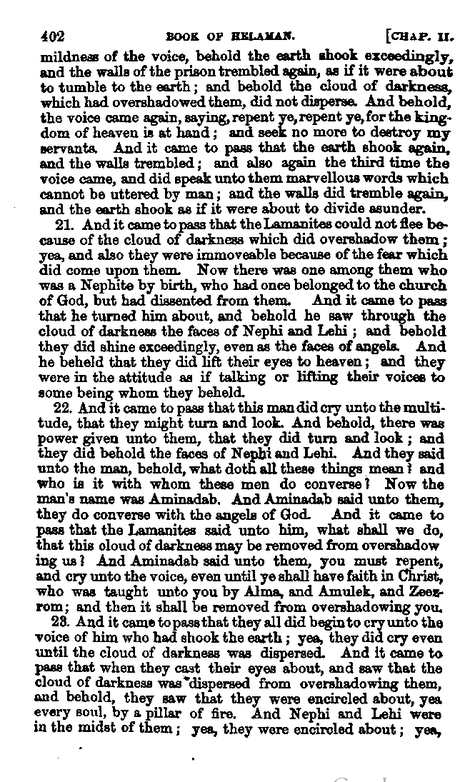 402 BOOK OF HELAMAN. [CHAP. II.
mildness of the voice, behold the earth shook exceedingly,
and the walls of the prison trembled again, as if it were about
to tumble to the earth; and behold the cloud of darkness,
which had overshadowed them, did not disperse. And behold,
the voice came again, saying, repent ye, repent ye, for the king-
dom of heaven is at hand; and seek no more to destroy my
servants. And it came to pass that the earth shook again,
and the walls trembled; and also again the third time the
voice came, and did speak unto them marvellous words which
cannot be uttered by man; and the walls did tremble again,
and the earth shook as if it were about to divide asunder.
21. And it came to pass that the Lamanites could not flee be-
cause of the cloud of darkness which did overshadow them;
yea, and also they were immoveable because of the fear which
did come upon them. Now there was one among them who
was a Nephite by birth, who had once belonged to the church
of God, but had dissented from them. And it came to pass
that he turned him about, and behold he saw through the
cloud of darkness the faces of Nephi and Lehi; and behold
they did shine exceedingly, even as the faces of angels. And
he beheld that they did lift their eyes to heaven; and they
were in the attitude as if talking or lifting their voices to
some being whom they beheld.
22. And it came to pass that this man did cry unto the multi-
tude, that they might turn and look. And behold, there was
power given unto them, that they did turn and look; and
they did behold the faces of Nephi and Lehi. And they said
unto the man, behold, what doth all these things mean? and
who is it with whom these men do converse? Now the
man's name was Aminadab. And Aminadab said unto them,
they do converse with the angels of God. And it came to
pass that the Lamanites said unto him, what shall we do,
that this cloud of darkness may be removed from overshadow
ing us? And Aminadab said unto them, you must repent,
and cry unto the voice, even until ye shall have faith in Christ,
who was taught unto you by Alma, and Amulek, and Zeez-
rom; and then it shall be removed from overshadowing you.
23. And it came to pass that they all did begin to cry unto the
voice of him who had shook the earth; yea, they did cry even
until the cloud of darkness was dispersed. And it came to
pass that when they cast their eyes about, and saw that the
cloud of darkness was dispersed from overshadowing them,
and behold, they saw that they were encircled about, yea
every soul, by a pillar of fire. And Nephi and Lehi were
in the midst of them; yea, they were encircled about; yea,